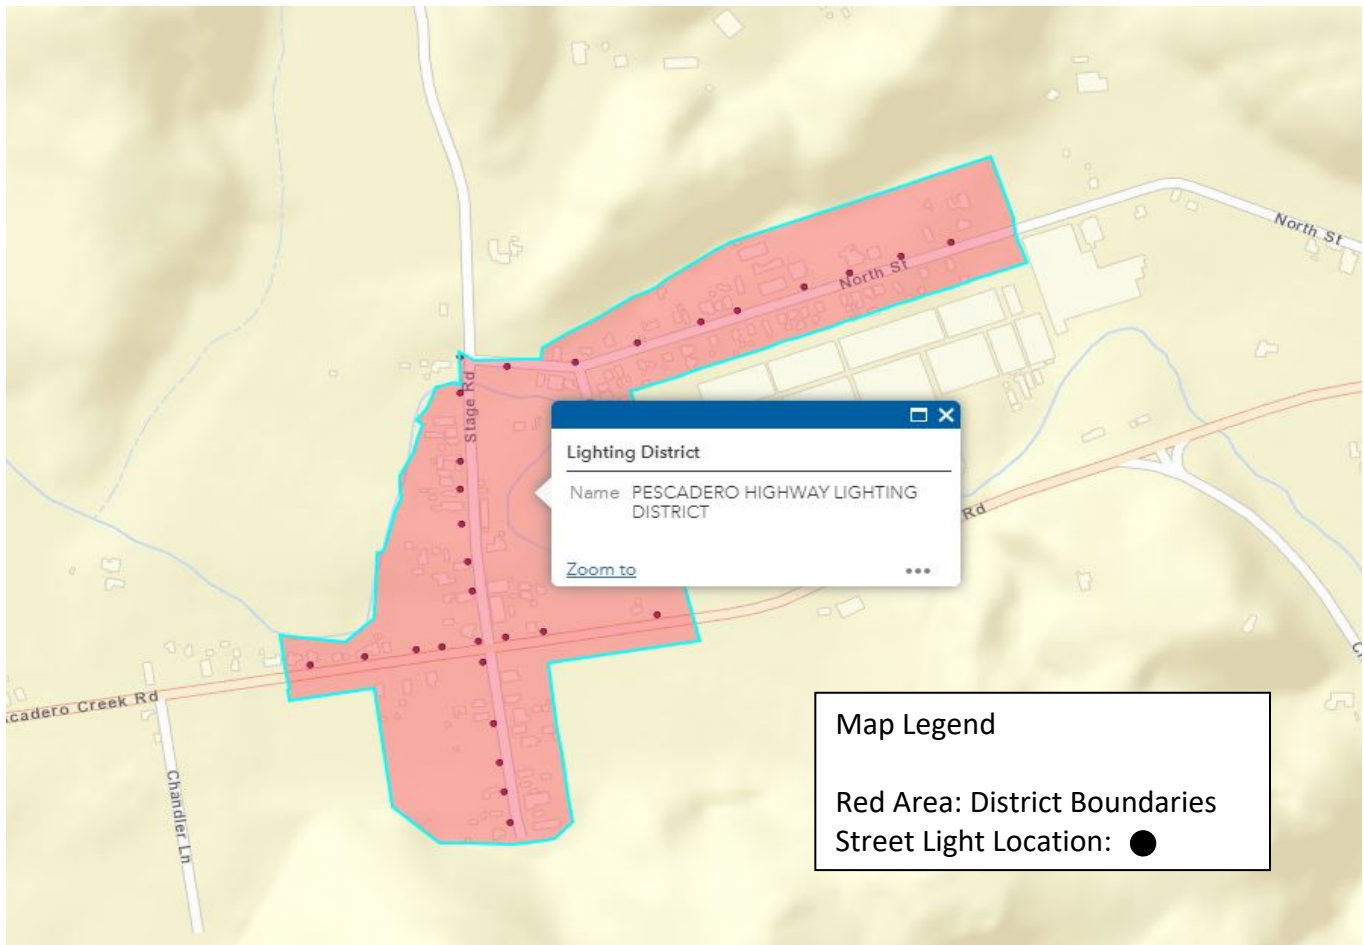 North St
North St
Stage Rd
Lighting District
Name PESCADERO HIGHWAY LIGHTING
DISTRICT
Rd
Zoom to
cadero Creek Rd
Chandler Ln
Map Legend
Red Area: District Boundaries
Street Light Location: